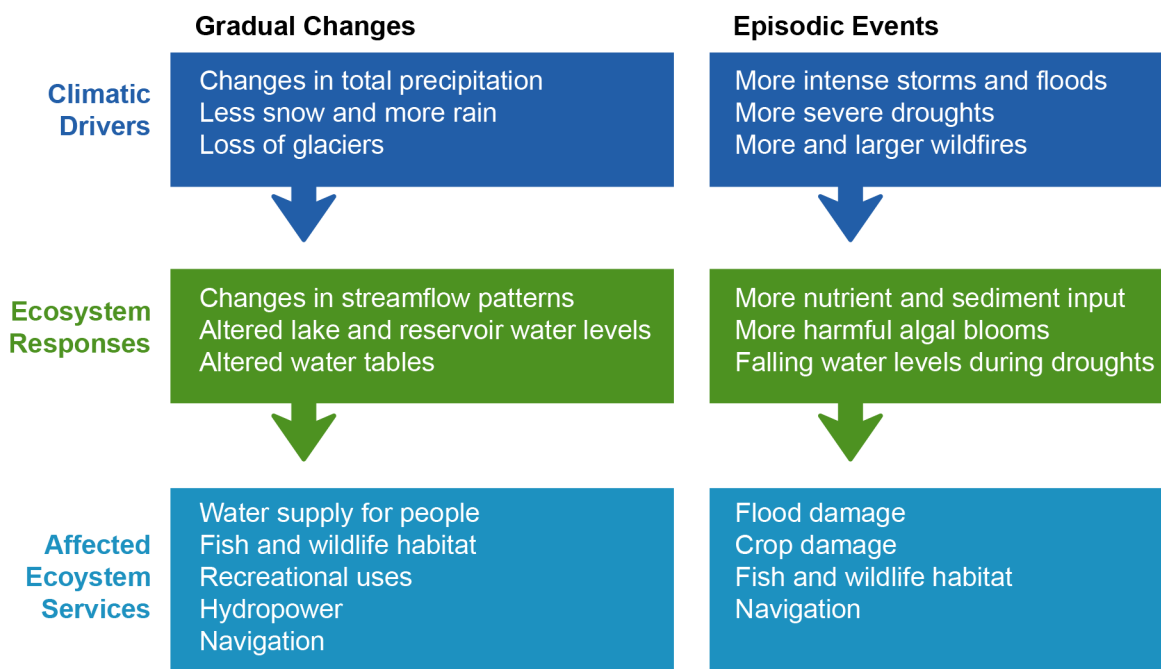 Gradual Changes
Episodic Events
Climatic
Drivers
Changes in total precipitation
Less snow and more rain
Loss of glaciers
More intense storms and floods
More severe droughts
More and larger wildfires
Ecosystem
Responses
Changes in streamflow patterns
Altered lake and reservoir water levels
Altered water tables
More nutrient and sediment input
More harmful algal blooms
Falling water levels during droughts
Affected
Ecoystem
Services
Water supply for people
Fish and wildlife habitat
Recreational uses
Hydropower
Navigation
Flood damage
Crop damage
Fish and wildlife habitat
Navigation